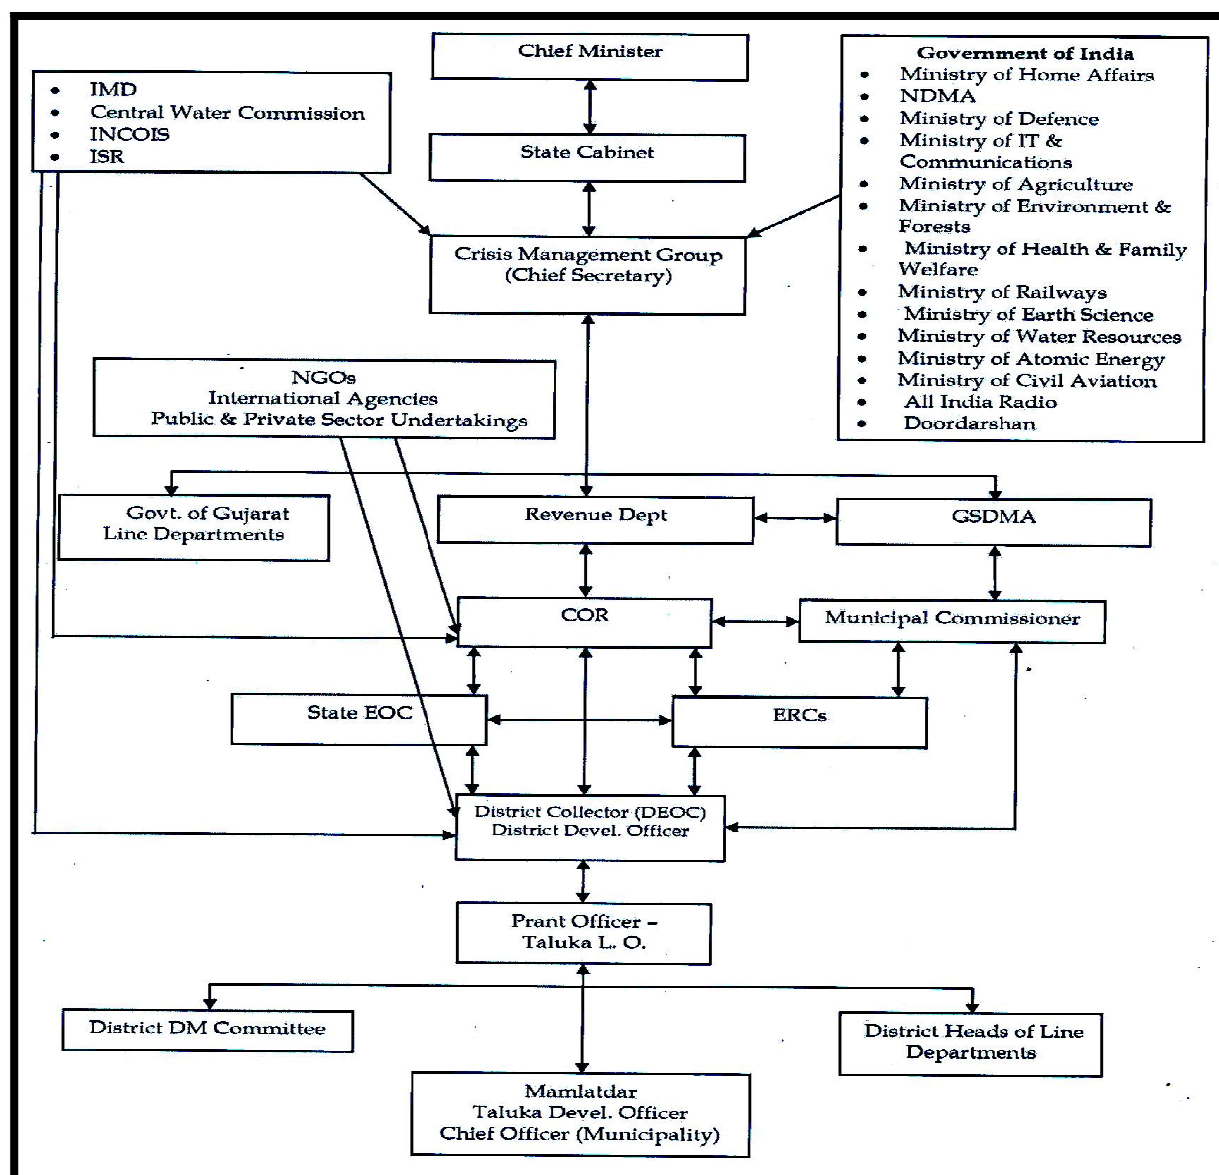 Chief Minister
State Cabinet
Crisis Management Group
(Chief Secretary)
• IMD
• Central Water Commission
• INCOIS
• ISR
Government of India
• Ministry of Home Affairs
• NDMA
• Ministry of Defence
• Ministry of IT &
Communications
• Ministry of Agriculture
• Ministry of Environment &
Forests
• Ministry of Health & Family
Welfare
• Ministry of Railways
• Ministry of Earth Science
• Ministry of Water Resources
• Ministry of Atomic Energy
• Ministry of Civil Aviation
• All India Radio
• Doordarshan
NGOs
International Agencies
Public & Private Sector Undertakings
Govt. of Gujarat
Line Departments
Revenue Dept
GSDMA
COR
Municipal Commissioner
State EOC
ERCs
District Collector (DEOC)
District Devel. Officer
Prant Officer –
Taluka L. O.
District DM Committee
District Heads of Line
Departments
Mamlatdar
Taluka Devel. Officer
Chief Officer (Municipality)